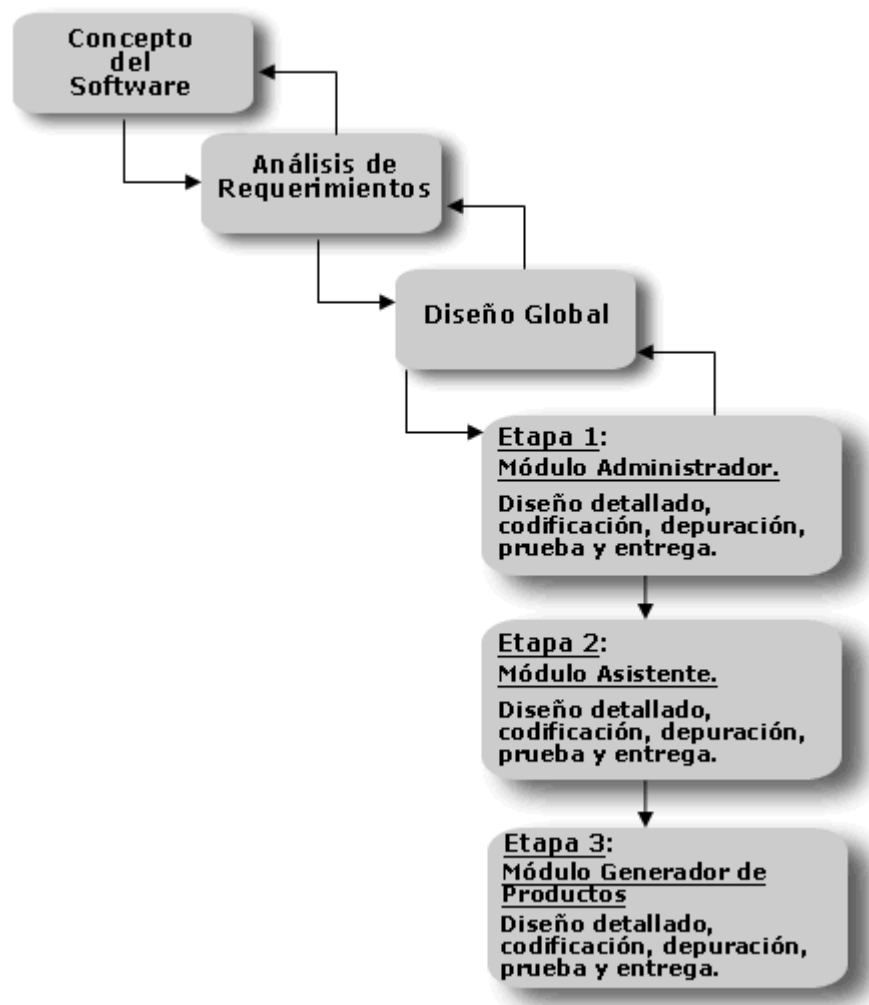 Concepto
del
Software
Análisis de
Requerimientos
Diseño Global
Etapa 1:
Módulo Administrador.
Diseño detallado,
codificación, depuración,
prueba y entrega.
Etapa 2:
Módulo Asistente.
Diseño detallado,
codificación, depuración,
prueba y entrega.
Etapa 3:
Módulo Generador de
Productos
Diseño detallado,
codificación, depuración,
prueba y entrega.